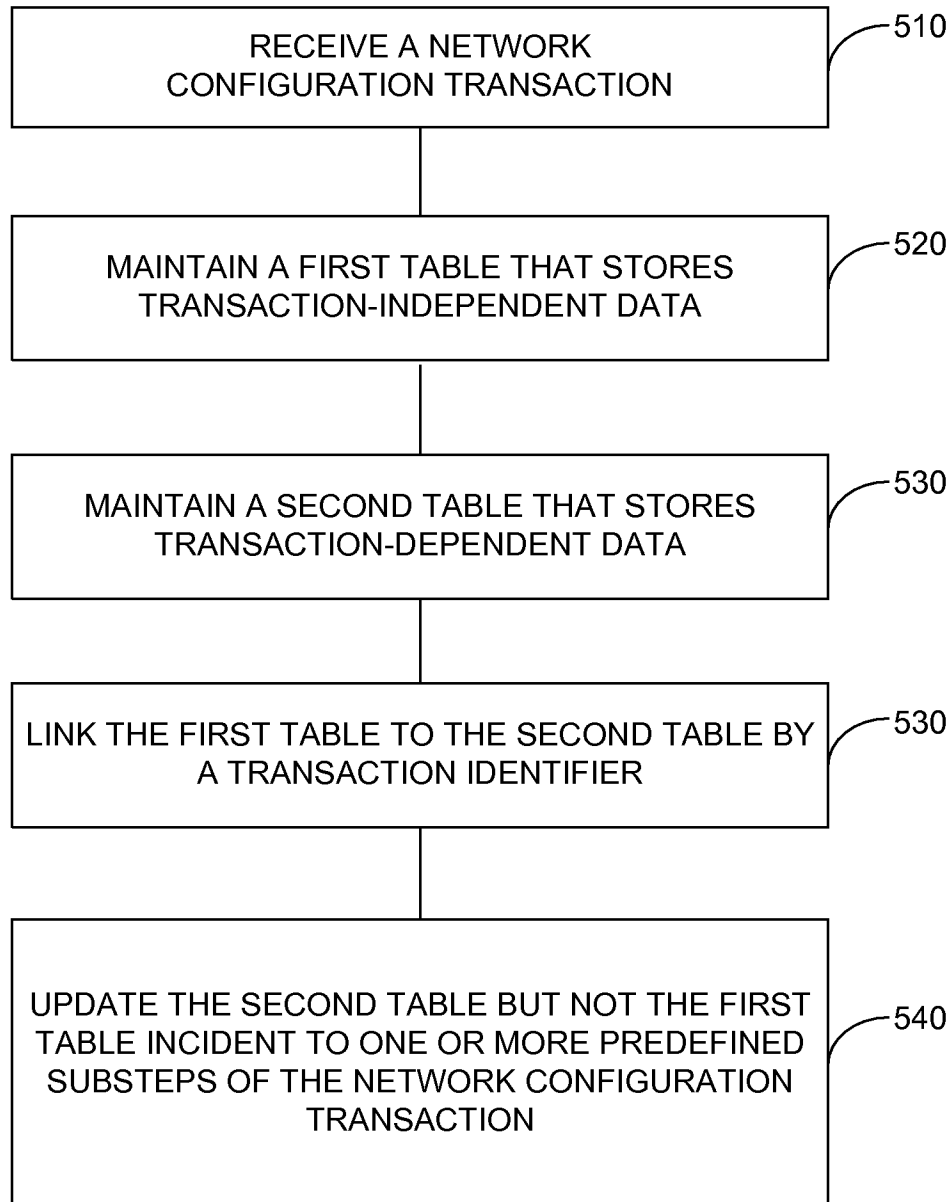 RECEIVE A NETWORK
CONFIGURATION TRANSACTION
510
MAINTAIN A FIRST TABLE THAT STORES
TRANSACTION-INDEPENDENT DATA
520
MAINTAIN A SECOND TABLE THAT STORES
TRANSACTION-DEPENDENT DATA
530
LINK THE FIRST TABLE TO THE SECOND TABLE BY
A TRANSACTION IDENTIFIER
530
UPDATE THE SECOND TABLE BUT NOT THE FIRST
TABLE INCIDENT TO ONE OR MORE PREDEFINED
SUBSTEPS OF THE NETWORK CONFIGURATION
TRANSACTION
540